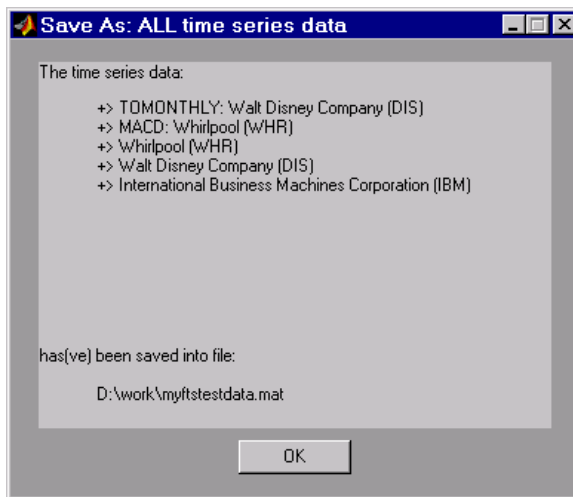 Save As: ALL time series data
The time series data:
+> TOMONTHLY: Walt Disney Company (DIS)
+> MACD: Whirlpool (WHR)
+> Whirlpool (WHR)
+> Walt Disney Company (DIS)
+> International Business Machines Corporation (IBM)
has(ve) been saved into file:
D:\work\myftstestdata.mat
OK